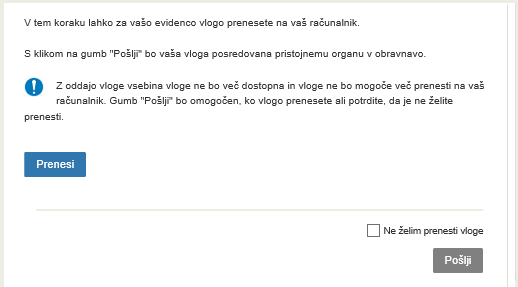 V tem koraku lahko za vašo evidenco vlogo prenesete na vaš računalnik.
S klikom na gumb "Pošlji" bo vaša vloga posredovana pristojnemu organu v obravnavo.
Z oddajo vloge vsebina vloge ne bo več dostopna in vloge ne bo mogoče več prenesti na vaš
računalnik. Gumb "Pošlji" bo omogočen, ko vlogo prenesete ali potrdite, da je ne želite
prenesti.
Prenesi
Ne želim prenesti vloge
Pošlji